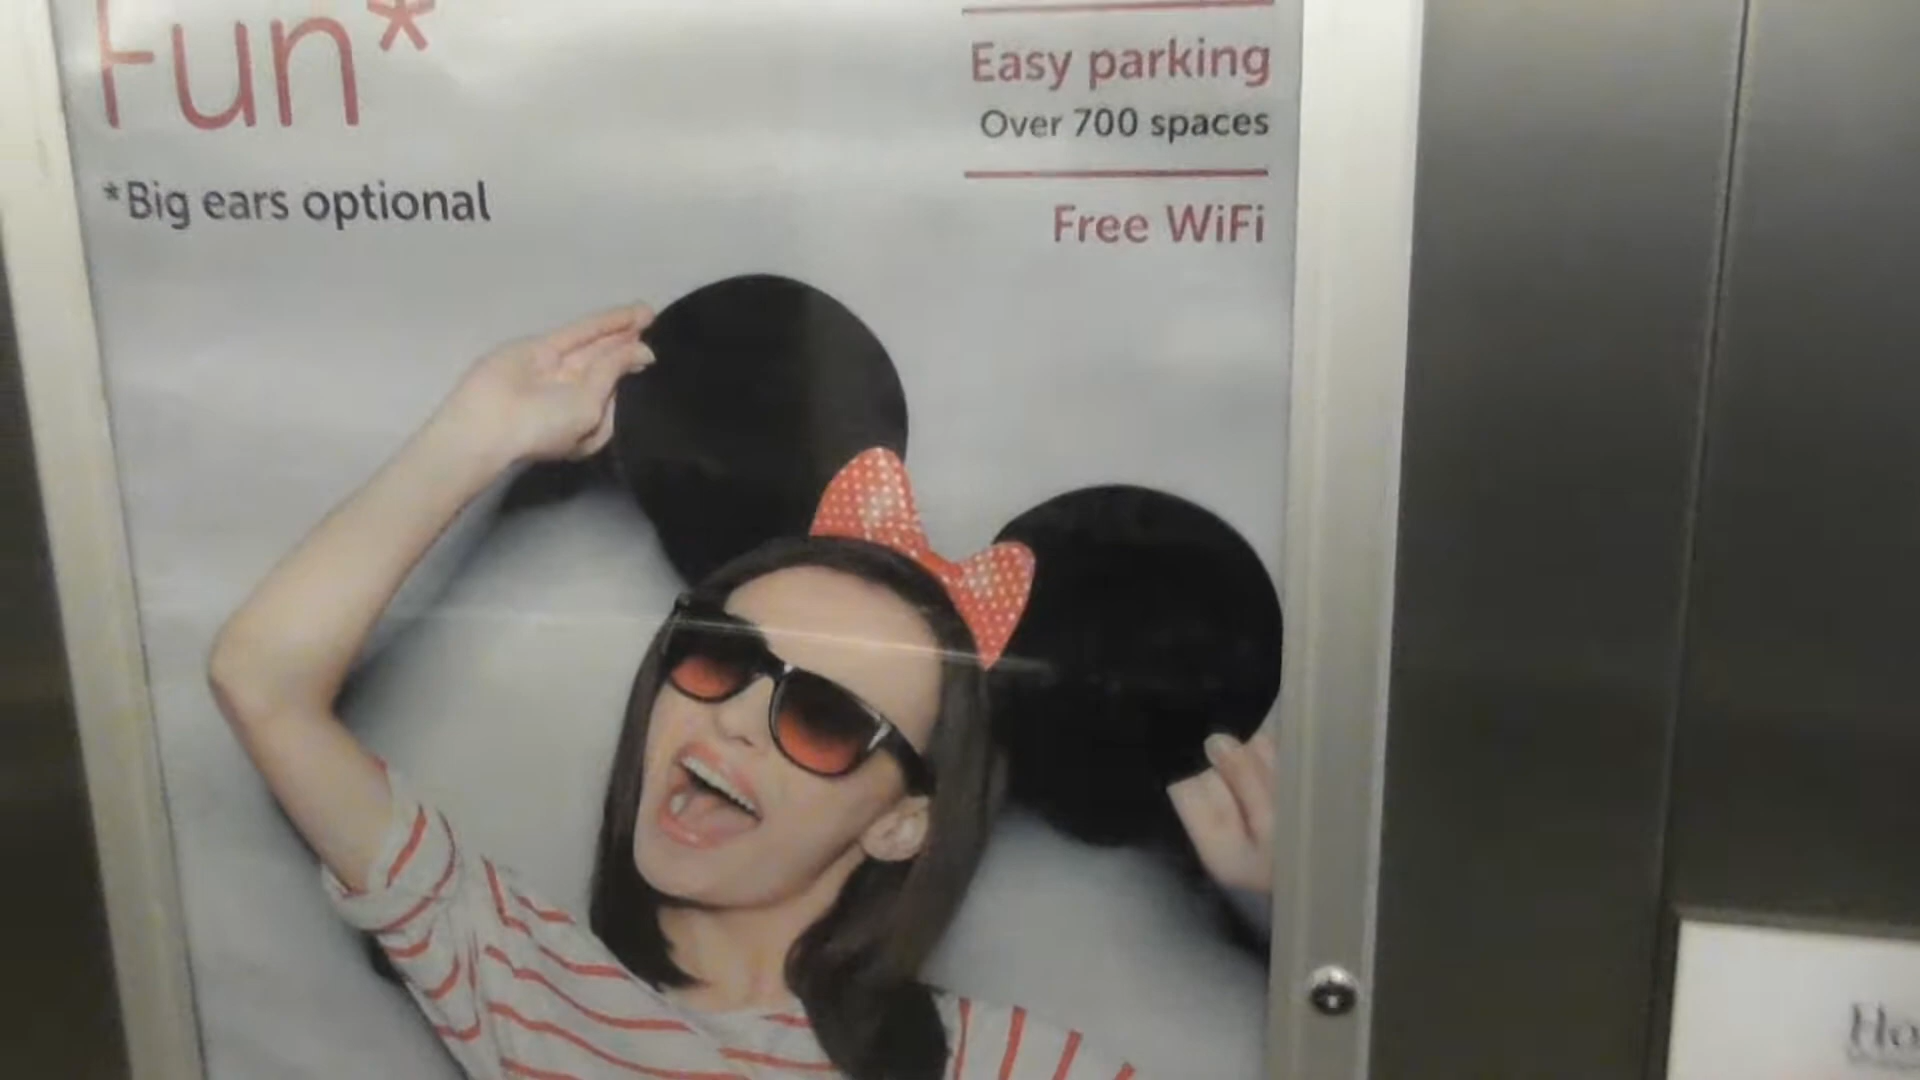 Fun*
*Big ears optional
Easy parking
Over 700 spaces
Free WiFi